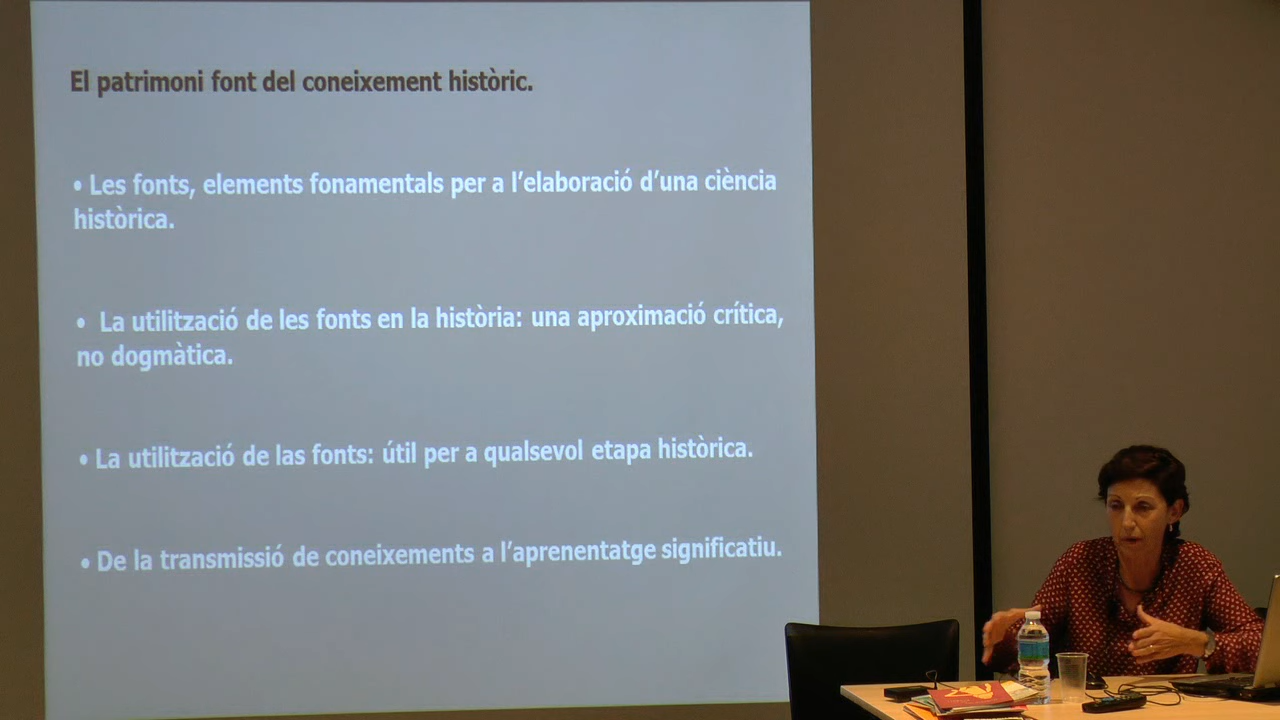 El patrimoni font del coneixement històric.
• Les fonts, elements fonamentals per a l'elaboració d'una ciència
històrica.
• La utilització de les fonts en la història: una aproximació crítica,
no dogmàtica.
• La utilització de las fonts: útil per a qualsevol etapa històrica.
• De la transmissió de coneixements a l'aprenentatge significatiu.